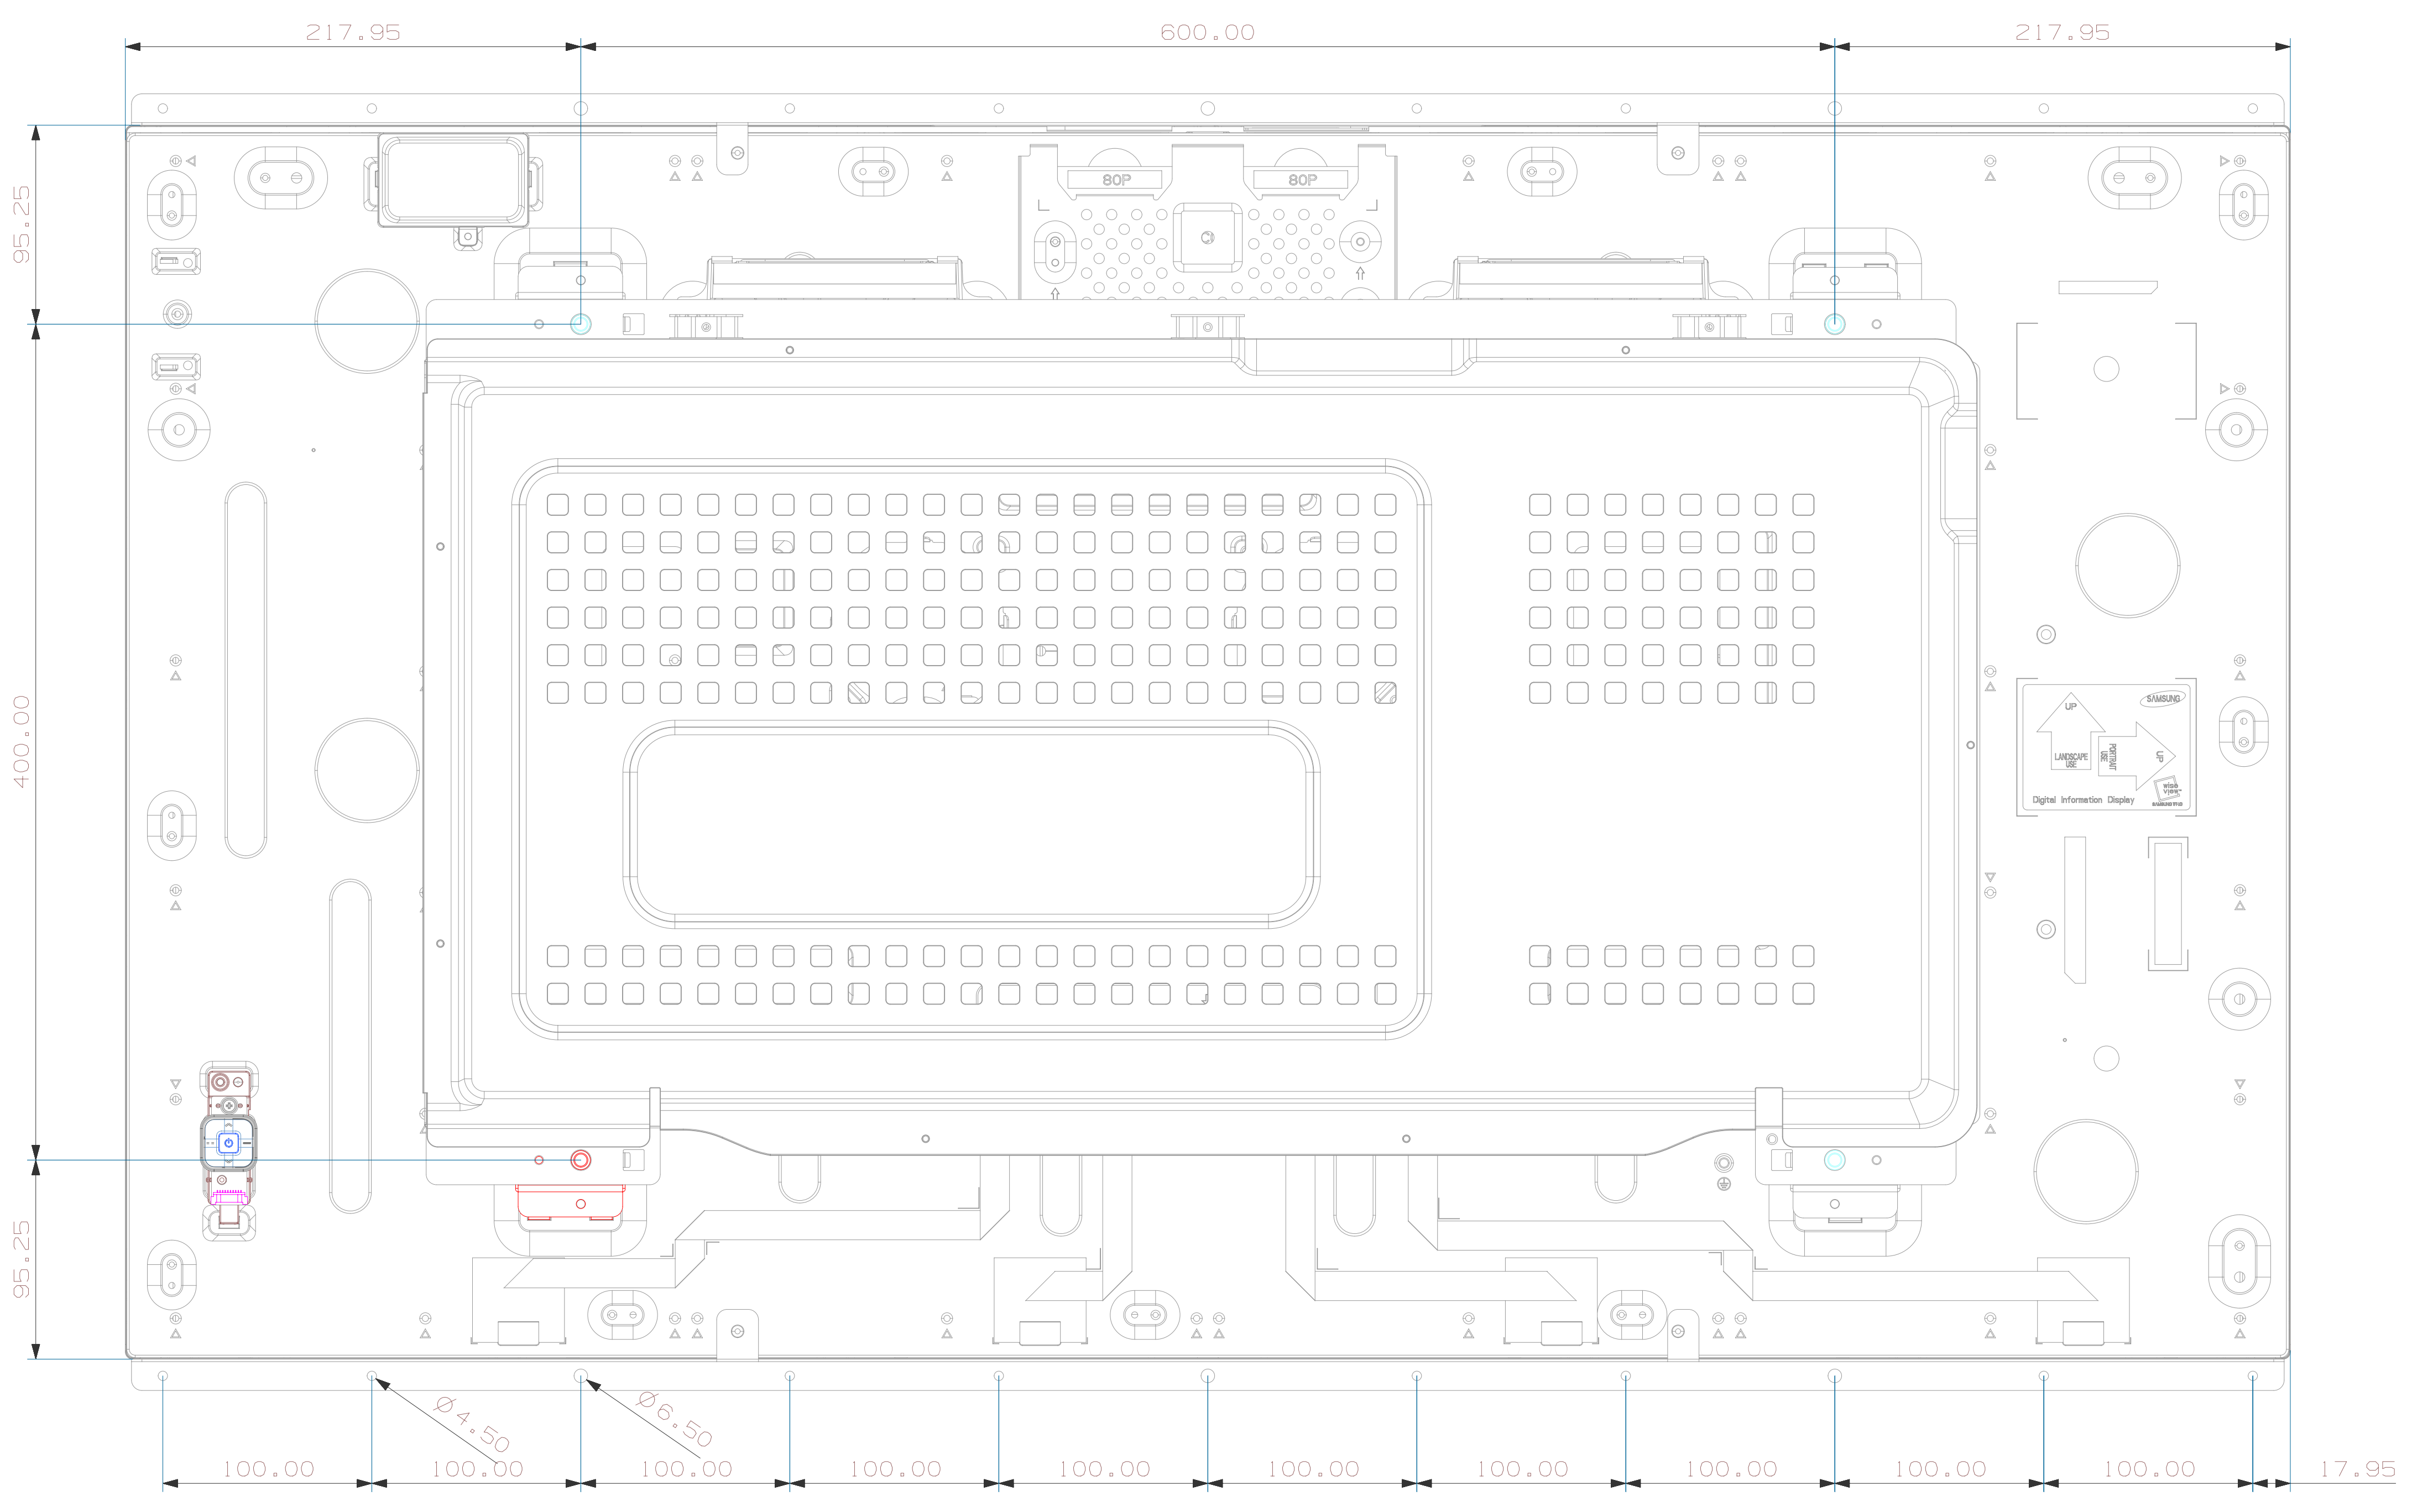 217.95
600.00
217.95
95.25
400.00
95.25
80P
80P
SAMSUNG
UP
LANDSCAPE
USE
PORTRAIT
USE
UP
wise
view™
Digital Information Display
Ø4.50
Ø6.50
100.00
100.00
100.00
100.00
100.00
100.00
100.00
100.00
100.00
100.00
17.95